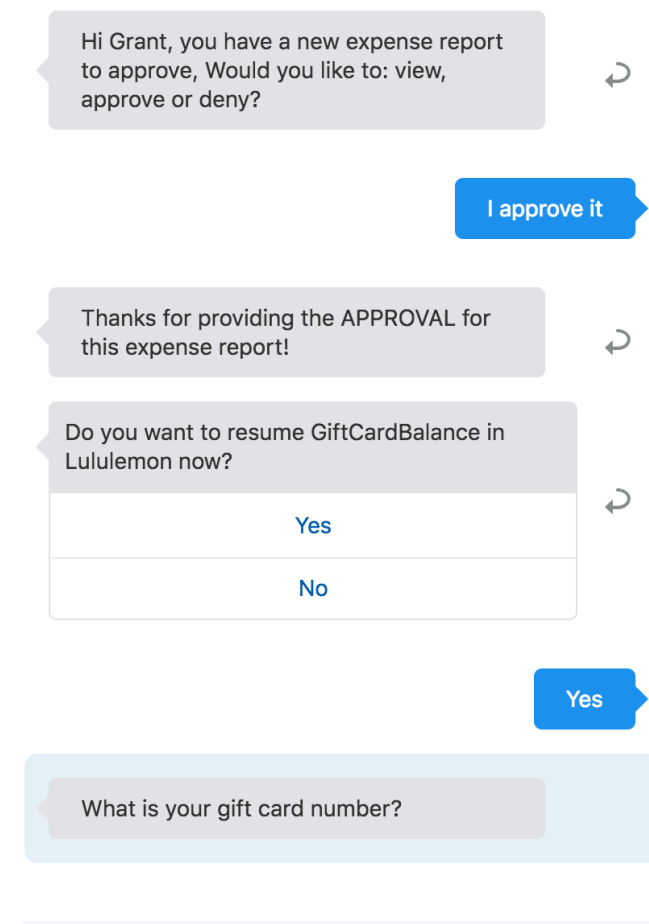 Hi Grant, you have a new expense report
to approve, Would you like to: view,
approve or deny?
I approve it
Thanks for providing the APPROVAL for
this expense report!
Do you want to resume GiftCardBalance in
Lululemon now?
Yes
No
Yes
What is your gift card number?